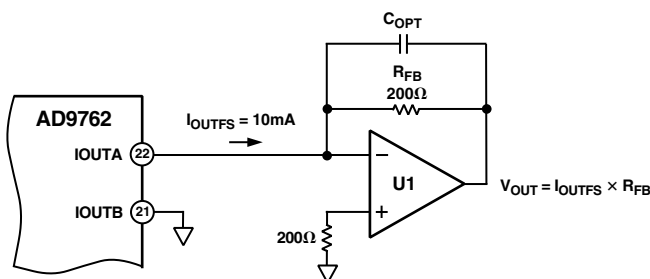 C_OPT
R_FB
200Ω
AD9762
I_OUTFS = 10mA
IOUTA 22
−
U1
V_OUT = I_OUTFS × R_FB
IOUTB 21
+
200Ω